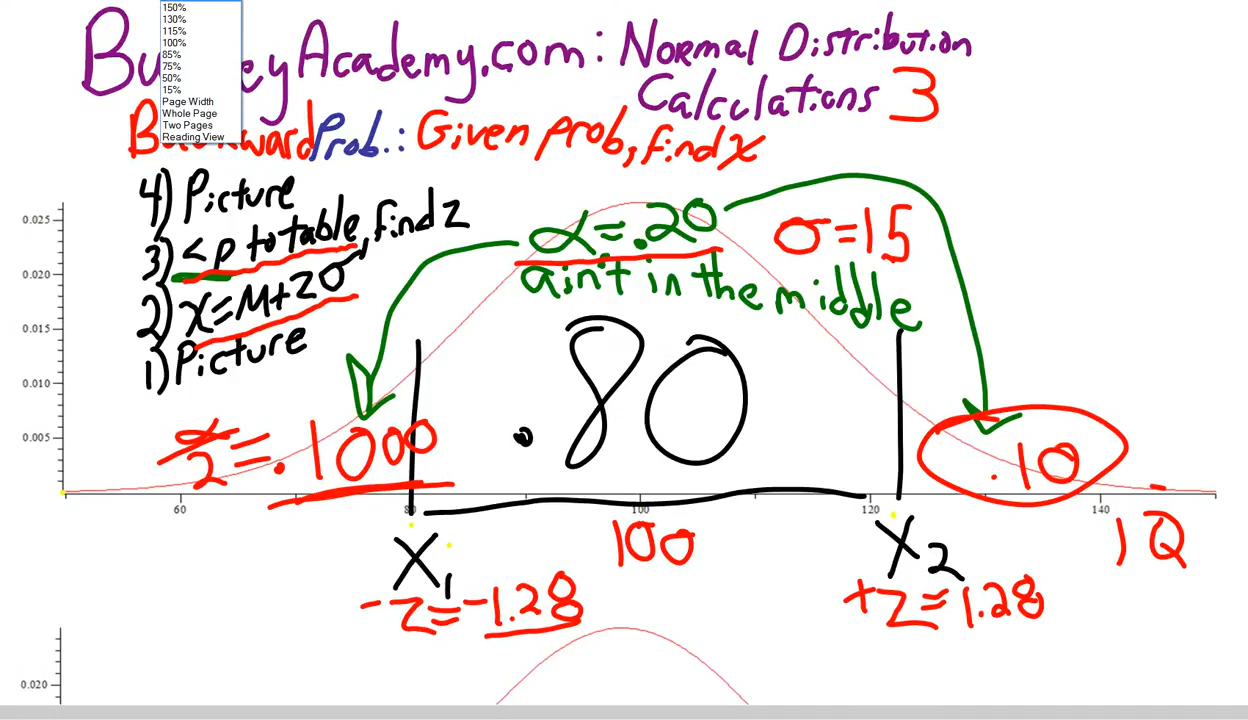 150%
130%
115%
100%
85%
75%
50%
15%
Page Width
Whole Page
Two Pages
Reading View
eyAcademy.com: Normal Distribution
Calculations 3
Prob.: Given prob, find x
4) Picture
3) <p to table, find z
2) x=M+zσ
1) Picture
α=.20
ain't in the middle
σ=15
.80
α/2=.1000
.10
0.025
0.020
0.015
0.010
0.005
60
80
100
120
140
X1
100
X2
IQ
-z=-1.28
+z=1.28
0.020